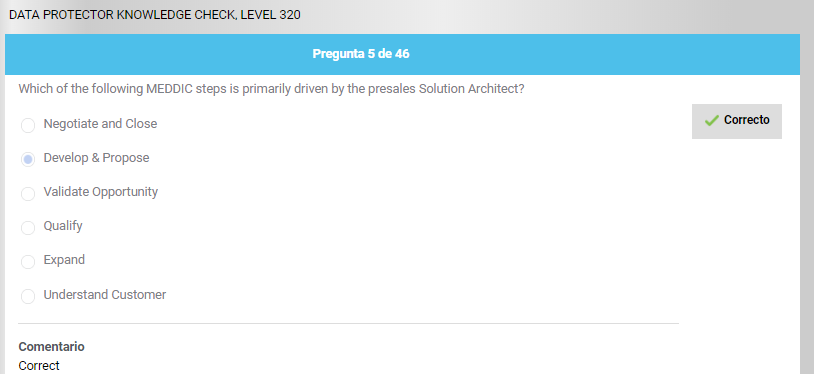 DATA PROTECTOR KNOWLEDGE CHECK, LEVEL 320
Pregunta 5 de 46
Which of the following MEDDIC steps is primarily driven by the presales Solution Architect?
Negotiate and Close
Correcto
Develop & Propose
Validate Opportunity
Qualify
Expand
Understand Customer
Comentario
Correct